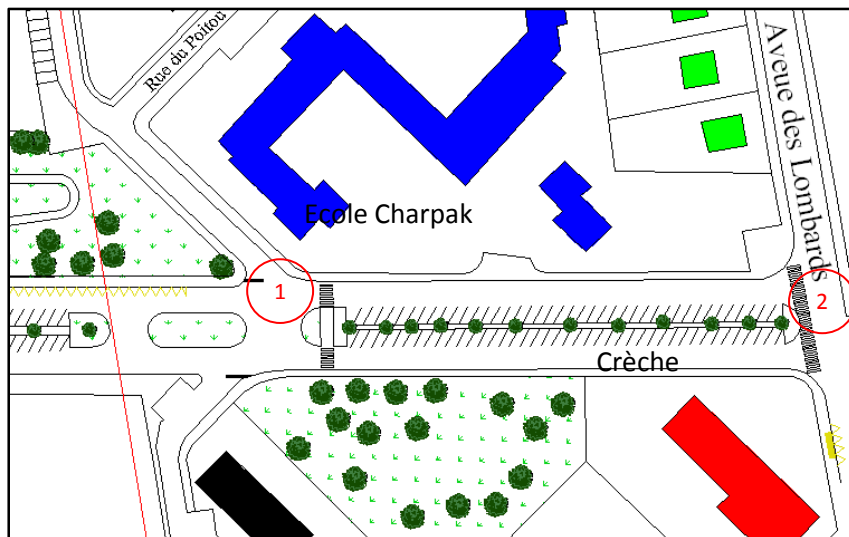 Rue du Poitou
Aveue des Lombards
Ecole Charpak
1
2
Crèche